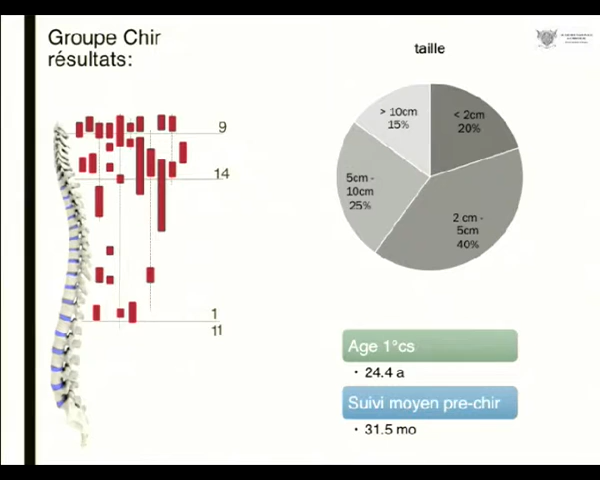 Groupe Chir
résultats:
taille
> 10cm
15%
< 2cm
20%
5cm -
10cm
25%
2 cm -
5cm
40%
9
14
1
11
Age 1°cs
• 24.4 a
Suivi moyen pre-chir
• 31.5 mo